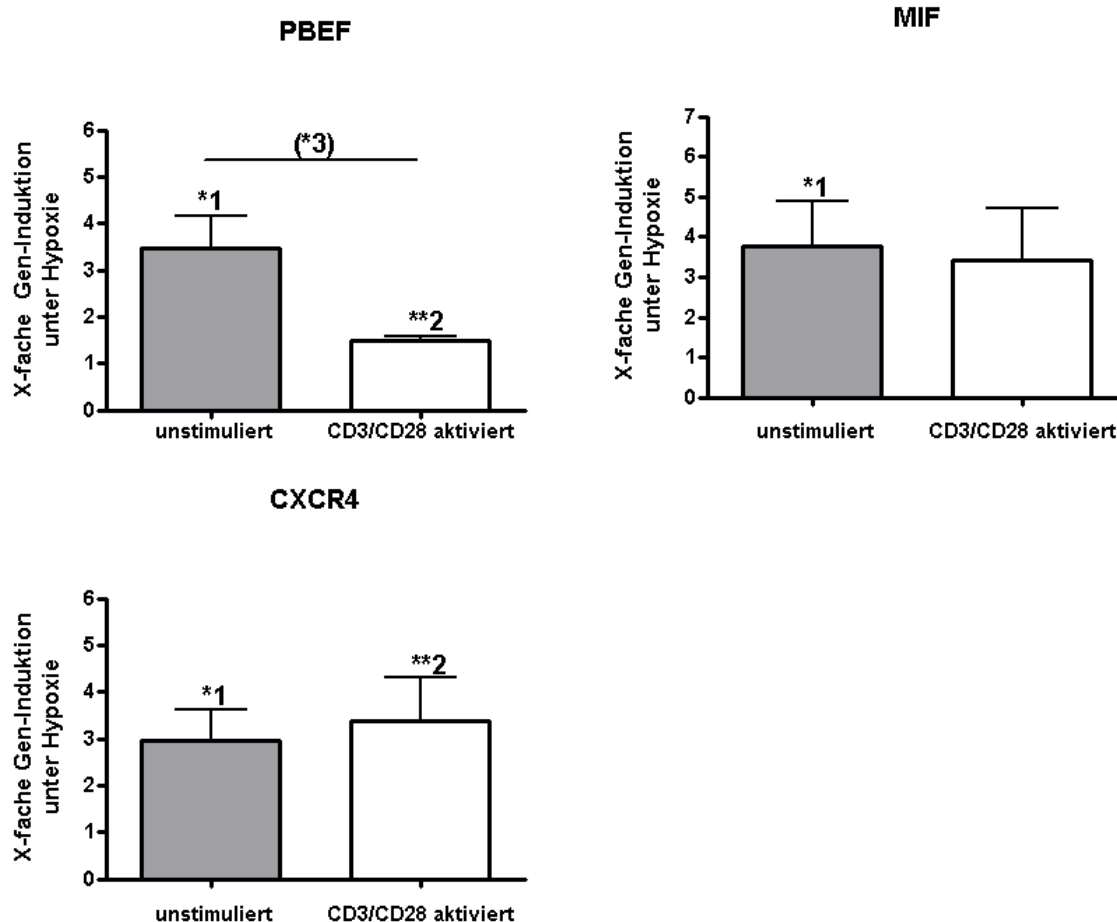 PBEF
X-fache Gen-Induktion
unter Hypoxie
6
5
4
3
2
1
0
(*3)
*1
**2
unstimuliert
CD3/CD28 aktiviert
MIF
X-fache Gen-Induktion
unter Hypoxie
7
6
5
4
3
2
1
0
*1
unstimuliert
CD3/CD28 aktiviert
CXCR4
X-fache Gen-Induktion
unter Hypoxie
6
5
4
3
2
1
0
*1
**2
unstimuliert
CD3/CD28 aktiviert